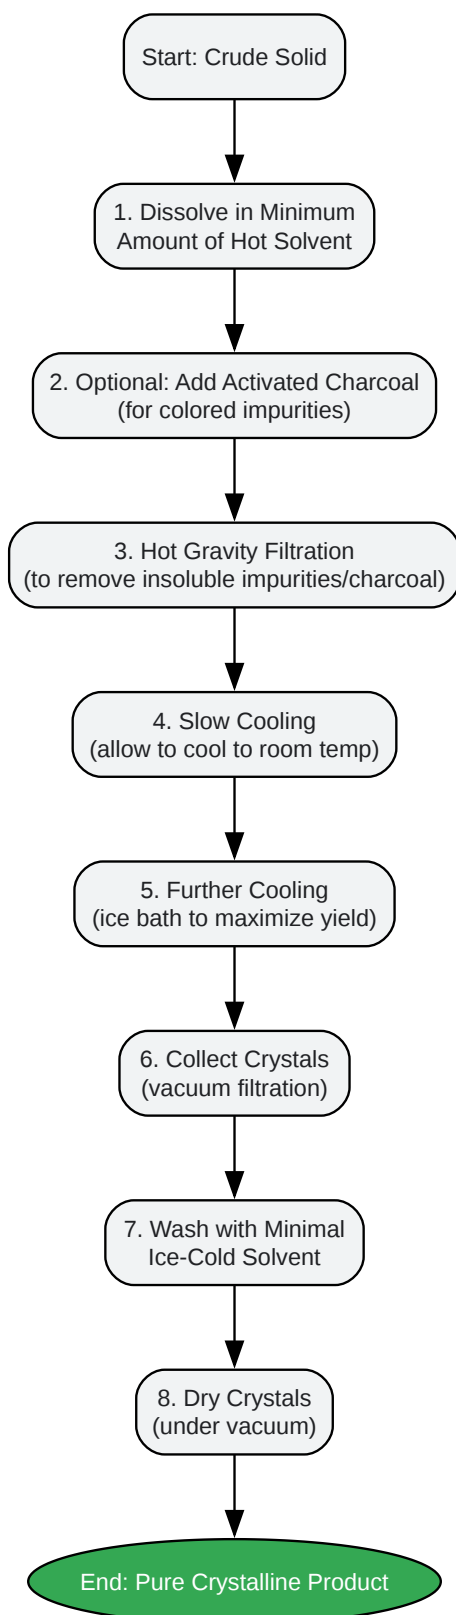 Start: Crude Solid
1. Dissolve in Minimum
Amount of Hot Solvent
2. Optional: Add Activated Charcoal
(for colored impurities)
3. Hot Gravity Filtration
(to remove insoluble impurities/charcoal)
4. Slow Cooling
(allow to cool to room temp)
5. Further Cooling
(ice bath to maximize yield)
6. Collect Crystals
(vacuum filtration)
7. Wash with Minimal
Ice-Cold Solvent
8. Dry Crystals
(under vacuum)
End: Pure Crystalline Product